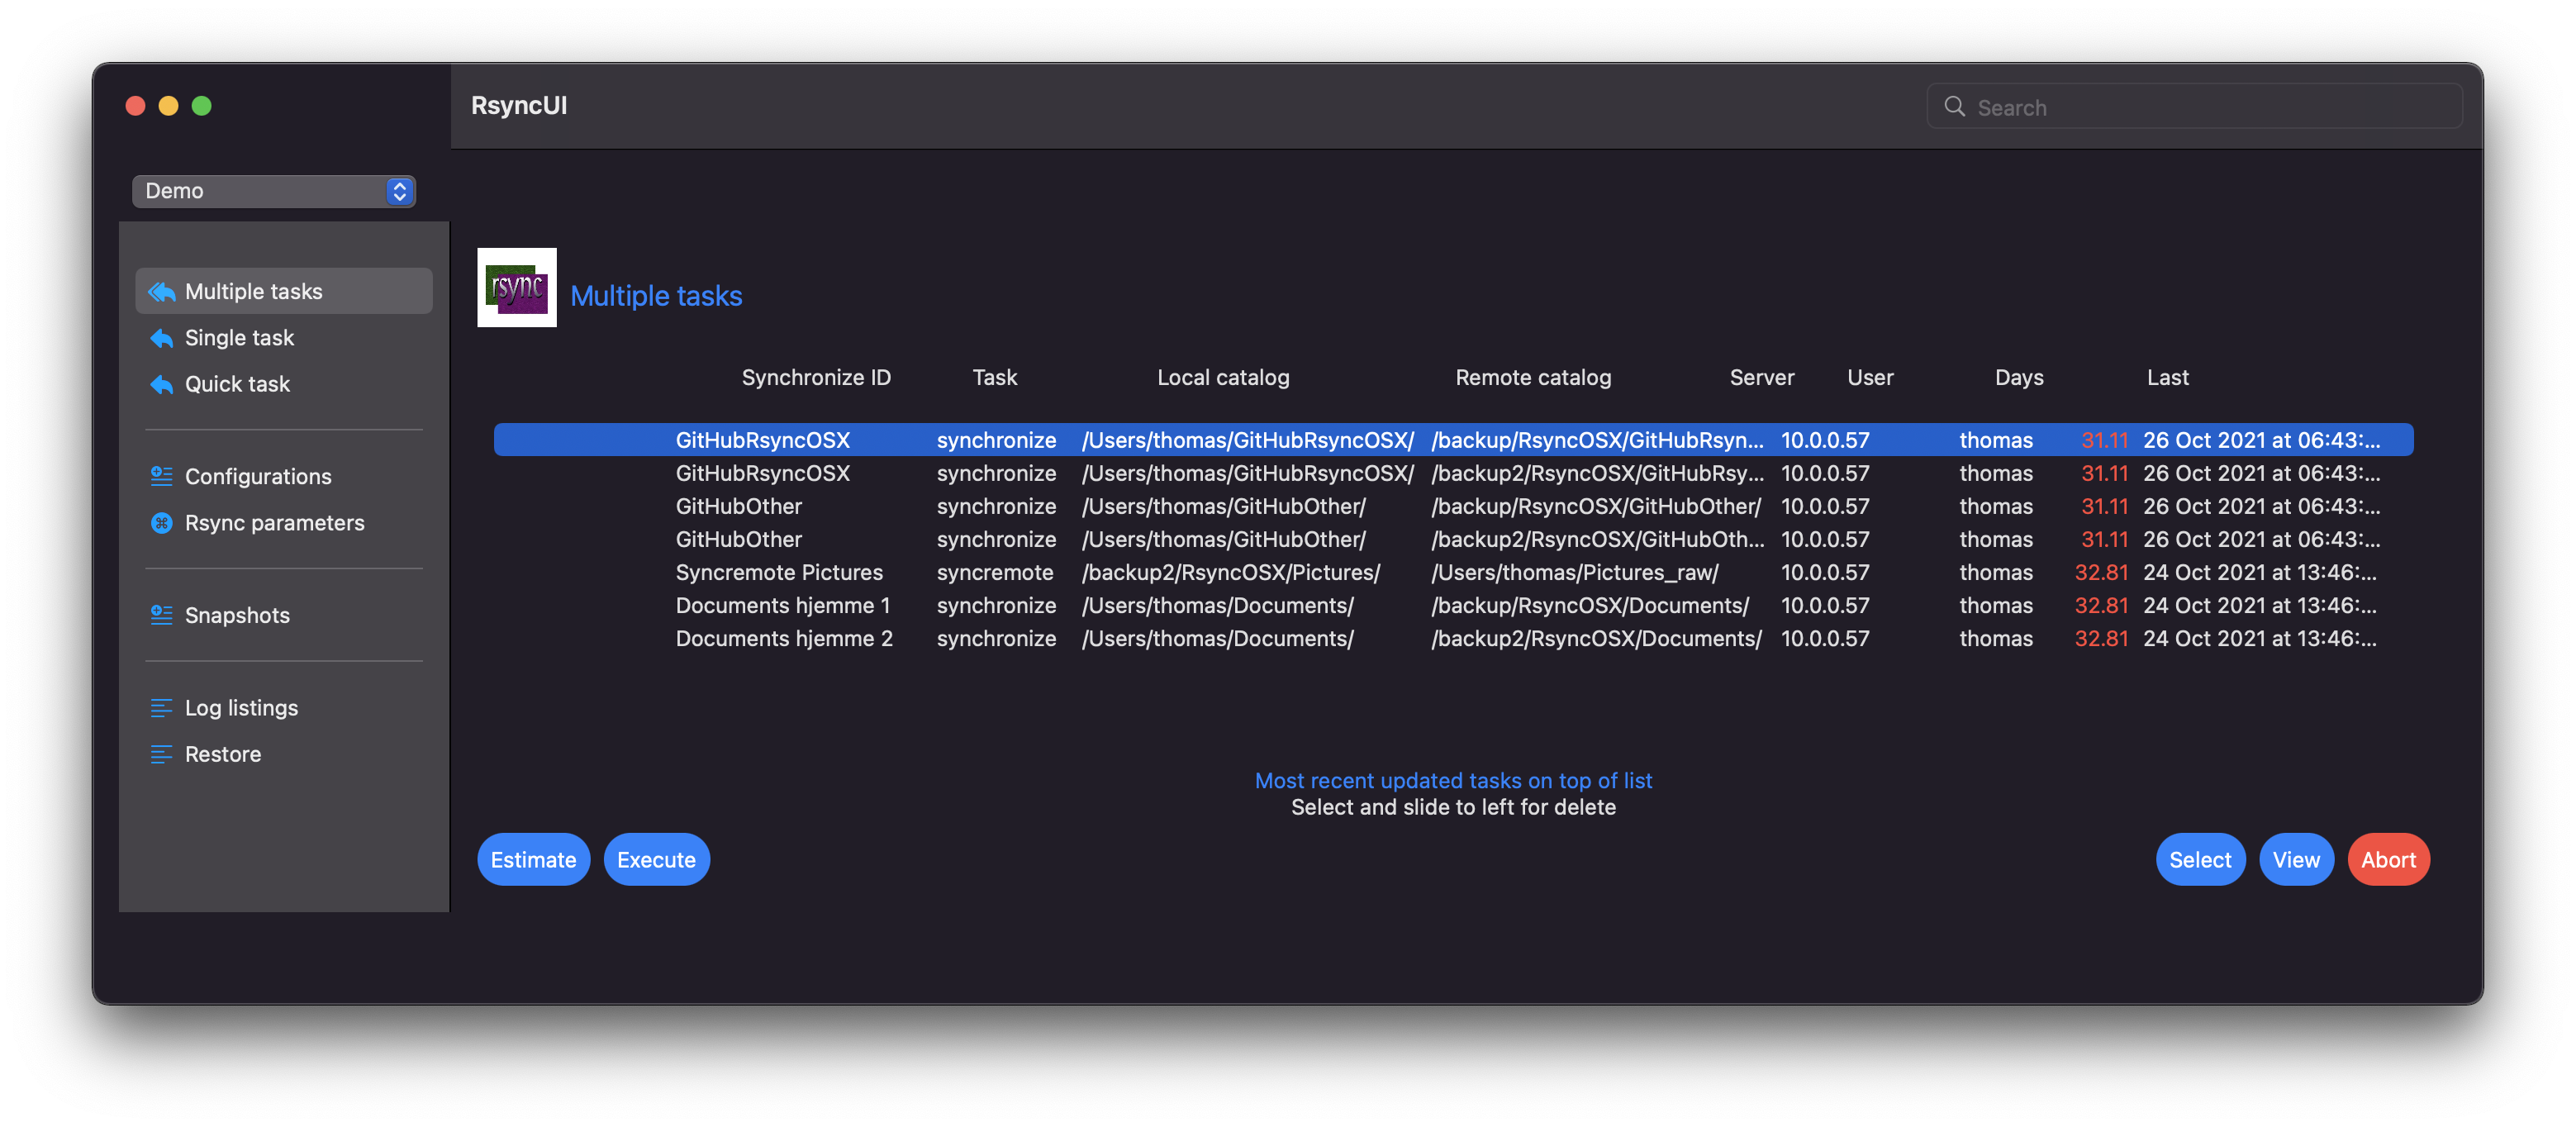 RsyncUI
Search
Demo
Multiple tasks
Single task
Quick task
Configurations
Rsync parameters
Snapshots
Log listings
Restore
rsync
Multiple tasks
Synchronize ID Task Local catalog Remote catalog Server User Days Last
GitHubRsyncOSX synchronize /Users/thomas/GitHubRsyncOSX/ /backup/RsyncOSX/GitHubRsyn... 10.0.0.57 thomas 31.11 26 Oct 2021 at 06:43:...
GitHubRsyncOSX synchronize /Users/thomas/GitHubRsyncOSX/ /backup2/RsyncOSX/GitHubRsy... 10.0.0.57 thomas 31.11 26 Oct 2021 at 06:43:...
GitHubOther synchronize /Users/thomas/GitHubOther/ /backup/RsyncOSX/GitHubOther/ 10.0.0.57 thomas 31.11 26 Oct 2021 at 06:43:...
GitHubOther synchronize /Users/thomas/GitHubOther/ /backup2/RsyncOSX/GitHubOth... 10.0.0.57 thomas 31.11 26 Oct 2021 at 06:43:...
Syncremote Pictures syncremote /backup2/RsyncOSX/Pictures/ /Users/thomas/Pictures_raw/ 10.0.0.57 thomas 32.81 24 Oct 2021 at 13:46:...
Documents hjemme 1 synchronize /Users/thomas/Documents/ /backup/RsyncOSX/Documents/ 10.0.0.57 thomas 32.81 24 Oct 2021 at 13:46:...
Documents hjemme 2 synchronize /Users/thomas/Documents/ /backup2/RsyncOSX/Documents/ 10.0.0.57 thomas 32.81 24 Oct 2021 at 13:46:...
Most recent updated tasks on top of list
Select and slide to left for delete
Estimate Execute Select View Abort